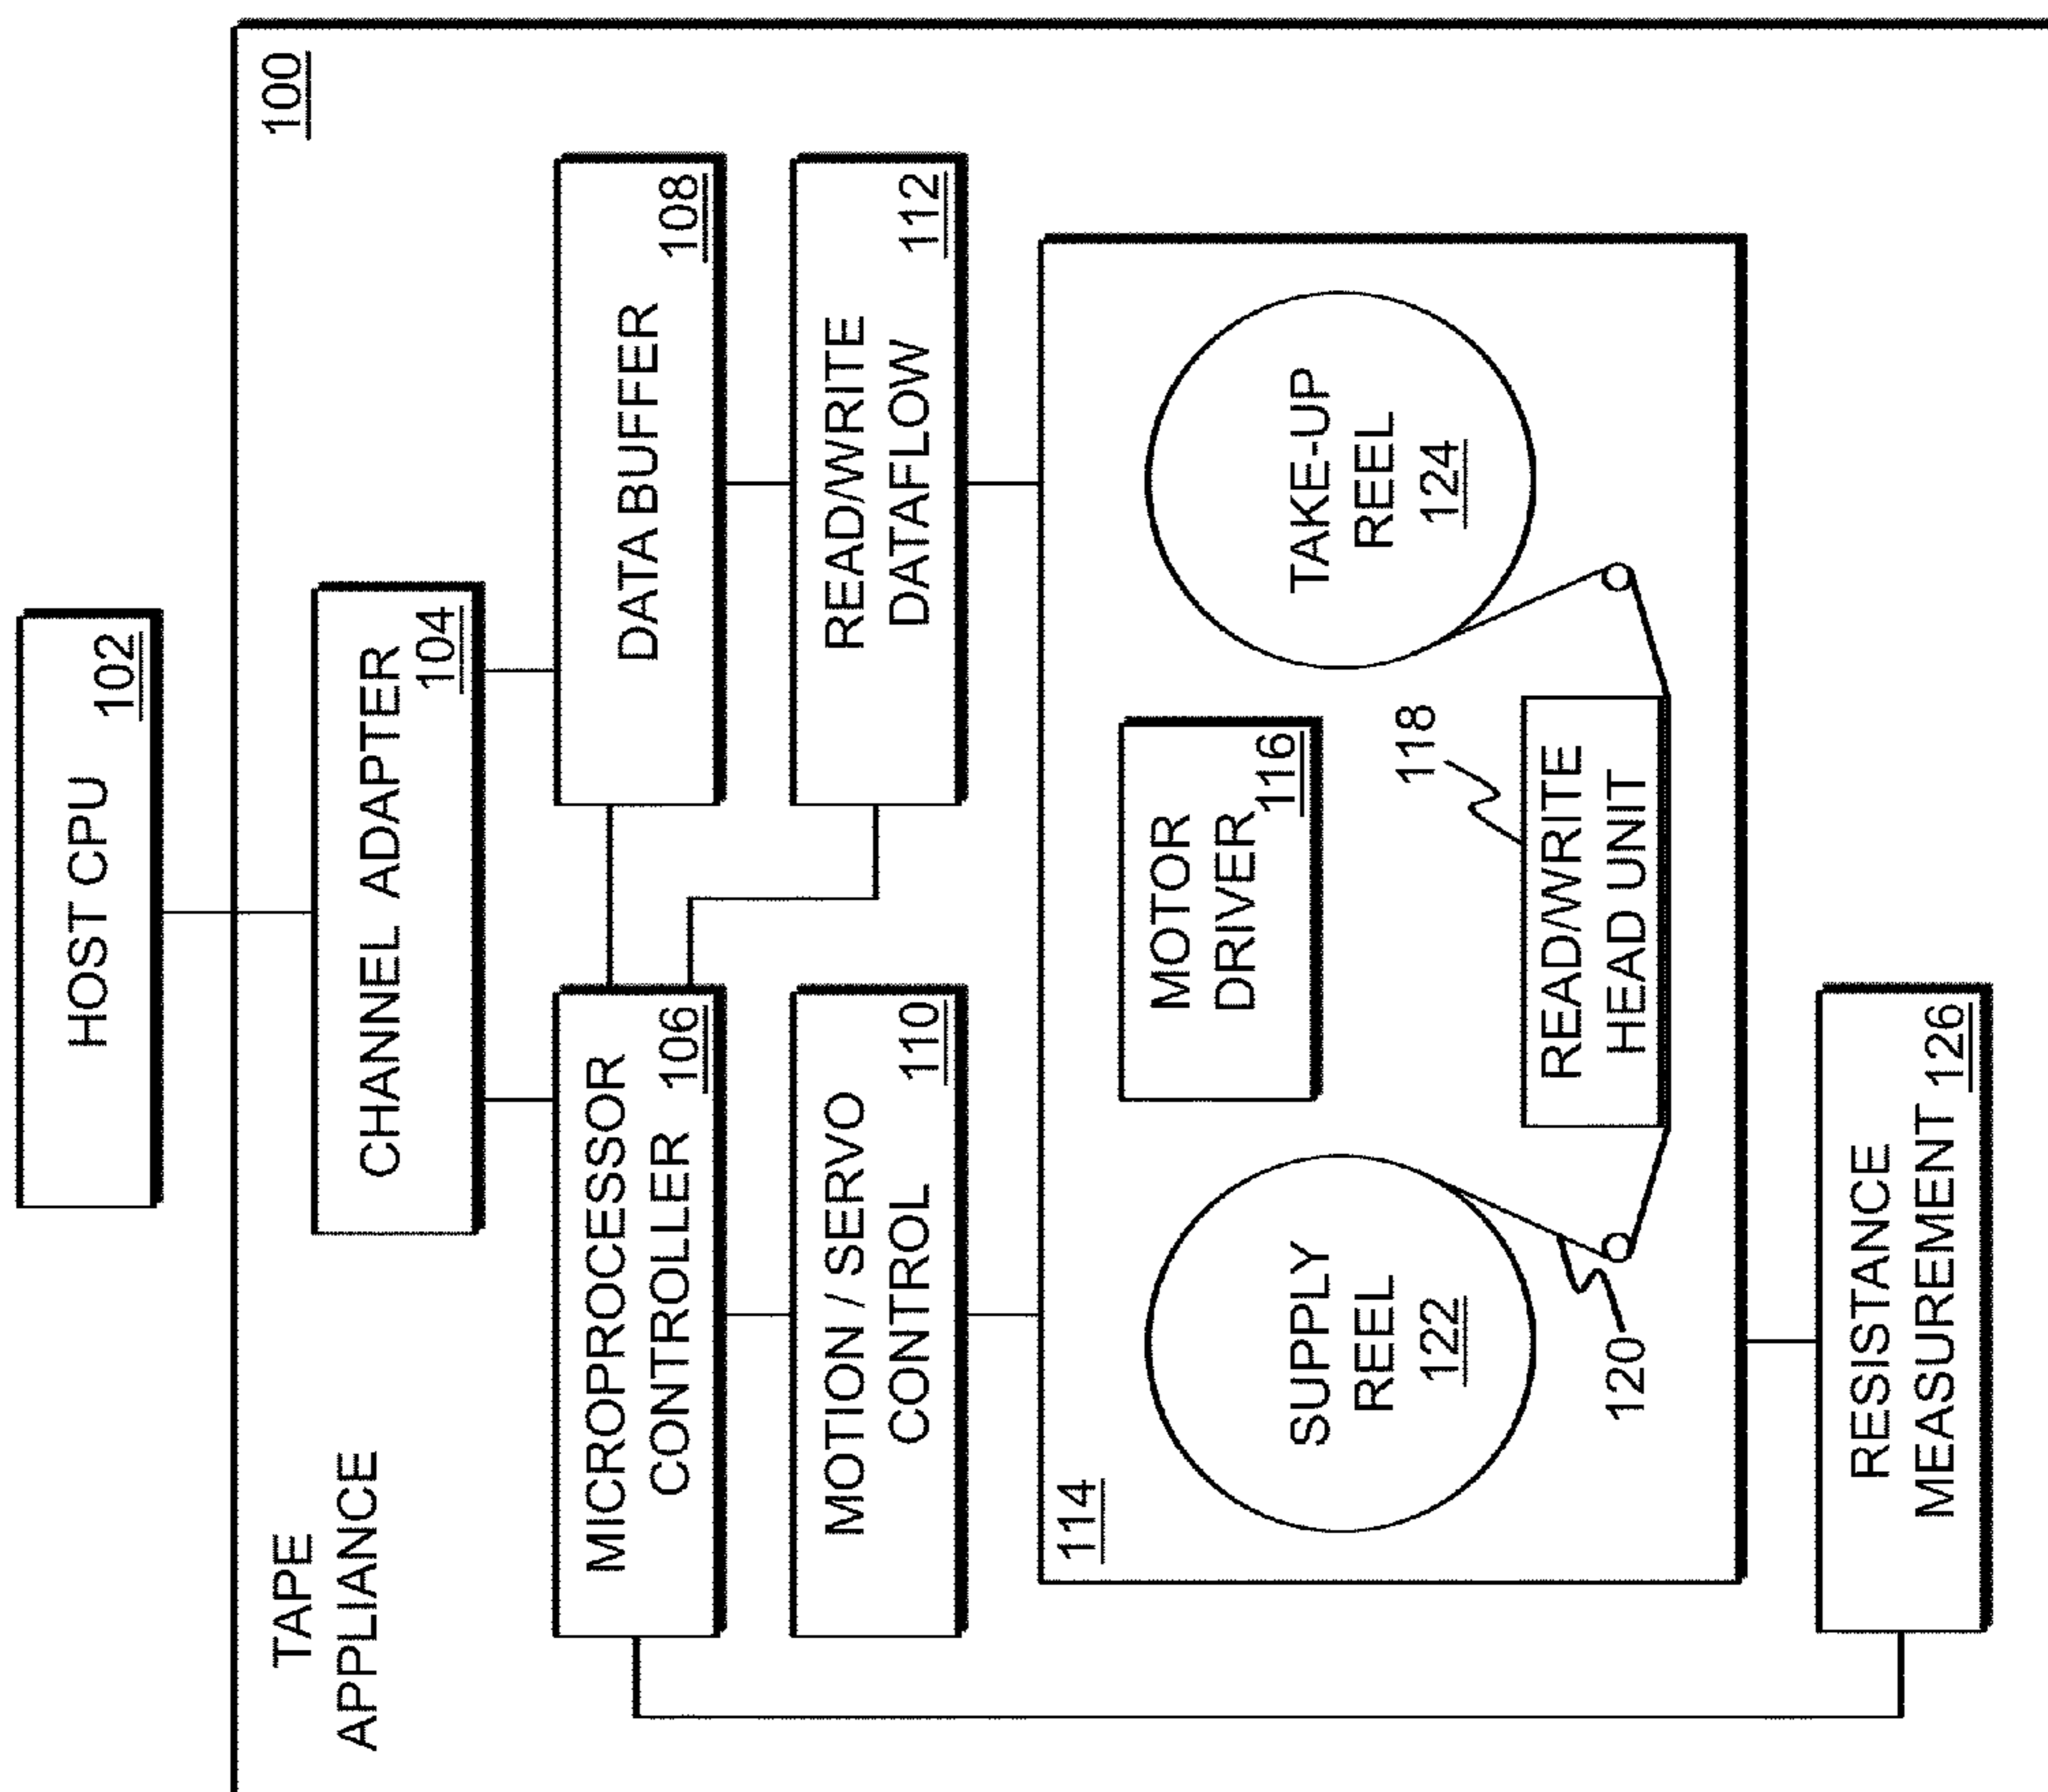 HOST CPU
102
TAPE
APPLIANCE
100
CHANNEL ADAPTER
104
MICROPROCESSOR
CONTROLLER
106
DATA BUFFER
108
MOTION / SERVO
CONTROL
110
READ/WRITE
DATAFLOW
112
114
SUPPLY
REEL
122
MOTOR
DRIVER
116
TAKE-UP
REEL
124
118
READ/WRITE
HEAD UNIT
120
RESISTANCE
MEASUREMENT
126